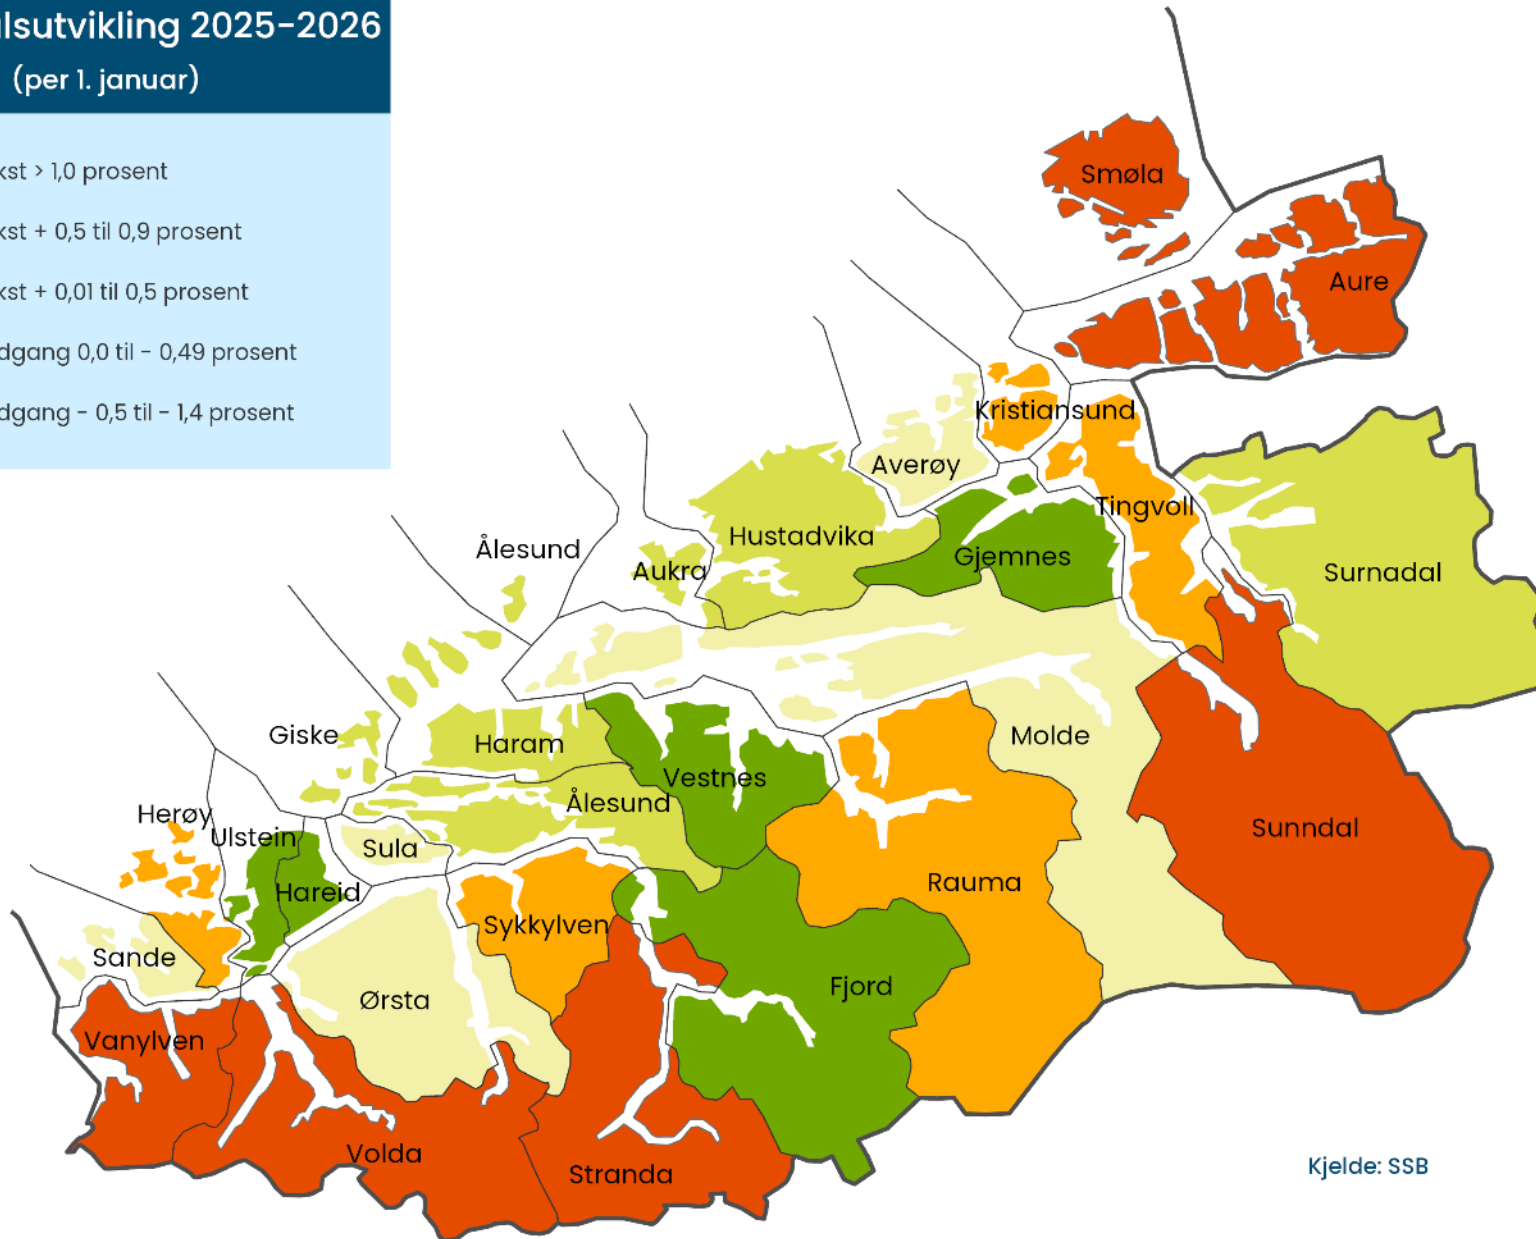 lsutvikling 2025-2026
(per 1. januar)
kst > 1,0 prosent
kst + 0,5 til 0,9 prosent
kst + 0,01 til 0,5 prosent
dgang 0,0 til - 0,49 prosent
dgang - 0,5 til - 1,4 prosent
Smøla
Aure
Kristiansund
Averøy
Tingvoll
Hustadvika
Gjemnes
Ålesund
Aukra
Surnadal
Giske
Haram
Molde
Vestnes
Ålesund
Herøy
Ulstein
Sula
Sunndal
Hareid
Rauma
Sykkylven
Sande
Fjord
Ørsta
Vanylven
Volda
Stranda
Kjelde: SSB